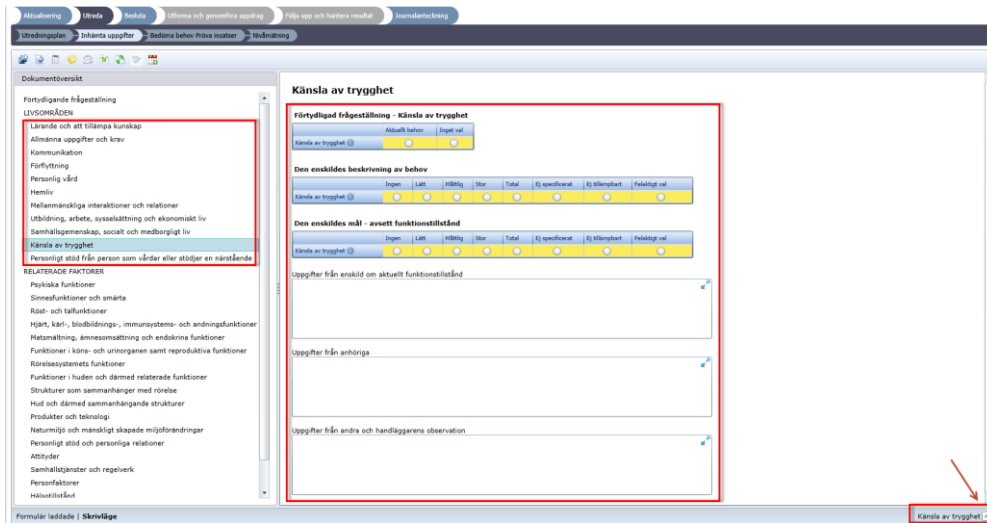 Aktualisering Utreda Besluta Utforma och genomföra uppdrag Följa upp och hantera resultat Journalanteckning
Utredningsplan Inhämta uppgifter Bedöma behov Pröva insatser Nivåmätning
Dokumentöversikt
Förtydligande frågeställning
LIVSOMRÅDEN
Lärande och att tillämpa kunskap
Allmänna uppgifter och krav
Kommunikation
Förflyttning
Personlig vård
Hemliv
Mellanmänskliga interaktioner och relationer
Utbildning, arbete, sysselsättning och ekonomiskt liv
Samhällsgemenskap, socialt och medborgligt liv
Känsla av trygghet
Personligt stöd från person som vårdar eller stödjer en närstående
RELATERADE FAKTORER
Psykiska funktioner
Sinnesfunktioner och smärta
Röst- och talfunktioner
Hjärt, kärl-, blodbildnings-, immunsystems- och andningsfunktioner
Matsmältning, ämnesomsättning och endokrina funktioner
Funktioner i köns- och urinorganen samt reproduktiva funktioner
Rörelsesystemets funktioner
Funktioner i huden och därmed relaterade funktioner
Strukturer som sammanhänger med rörelse
Hud och därmed sammanhängande strukturer
Produkter och teknologi
Naturmiljö och mänskligt skapade miljöförändringar
Personligt stöd och personliga relationer
Attityder
Samhällstjänster och regelverk
Personfaktorer
Hälsotillstånd
Känsla av trygghet
Förtydligad frågeställning - Känsla av trygghet
Aktuellt behov Inget val
Känsla av trygghet
Den enskildes beskrivning av behov
Ingen Lätt Måttlig Stor Total Ej specificerat Ej tillämpbart Felaktigt val
Känsla av trygghet
Den enskildes mål - avsett funktionstillstånd
Ingen Lätt Måttlig Stor Total Ej specificerat Ej tillämpbart Felaktigt val
Känsla av trygghet
Uppgifter från enskild om aktuellt funktionstillstånd
Uppgifter från anhöriga
Uppgifter från andra och handläggarens observation
Formulär laddade | Skrivläge
Känsla av trygghet